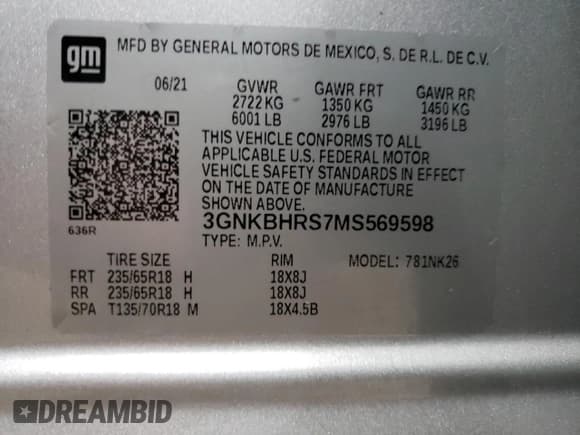 gm
MFD BY GENERAL MOTORS DE MEXICO, S. DE R.L. DE C.V.
06/21 GVWR GAWR FRT GAWR RR
2722 KG 1350 KG 1450 KG
6001 LB 2976 LB 3196 LB
THIS VEHICLE CONFORMS TO ALL
APPLICABLE U.S. FEDERAL MOTOR
VEHICLE SAFETY STANDARDS IN EFFECT
ON THE DATE OF MANUFACTURE
SHOWN ABOVE.
636R
3GNKBHRS7MS569598
TYPE: M.P.V.
TIRE SIZE RIM MODEL: 781NK26
FRT 235/65R18 H 18X8J
RR 235/65R18 H 18X8J
SPA T135/70R18 M 18X4.5B
DREAMBID